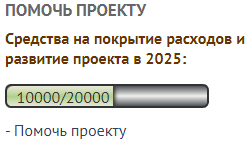 ПОМОЧЬ ПРОЕКТУ
Средства на покрытие расходов и
развитие проекта в 2025:
10000/20000
- Помочь проекту